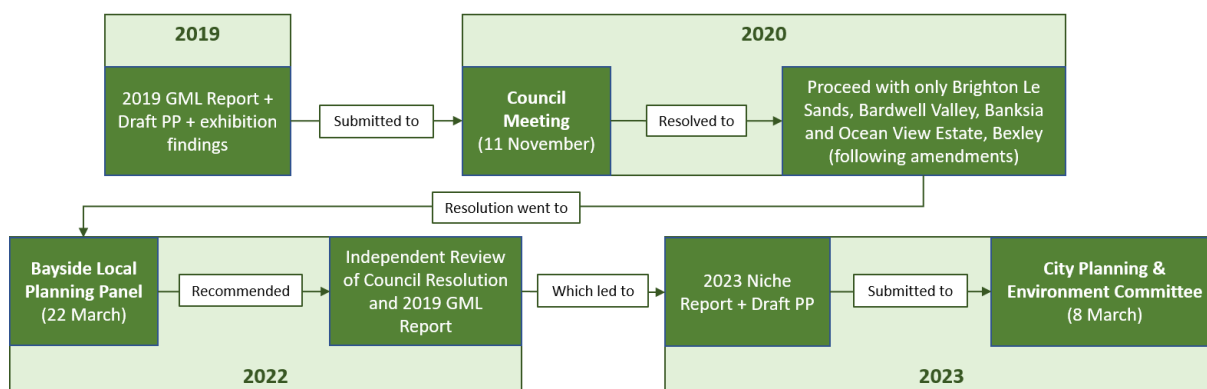 2019
2019 GML Report +
Draft PP + exhibition
findings
Submitted to
2020
Council
Meeting
(11 November)
Resolved to
Proceed with only Brighton Le
Sands, Bardwell Valley, Banksia
and Ocean View Estate, Bexley
(following amendments)
Resolution went to
Bayside Local
Planning Panel
(22 March)
Recommended
Independent Review
of Council Resolution
and 2019 GML
Report
2022
Which led to
2023 Niche
Report + Draft PP
Submitted to
City Planning &
Environment Committee
(8 March)
2023